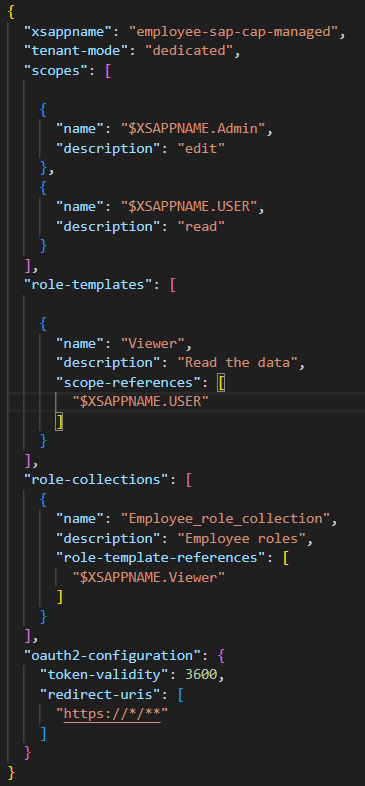 {
  "xsappname": "employee-sap-cap-managed",
  "tenant-mode": "dedicated",
  "scopes": [

    {
      "name": "$XSAPPNAME.Admin",
      "description": "edit"
    },
    {
      "name": "$XSAPPNAME.USER",
      "description": "read"
    }
  ],
  "role-templates": [

    {
      "name": "Viewer",
      "description": "Read the data",
      "scope-references": [
        "$XSAPPNAME.USER"
      ]
    }
  ],
  "role-collections": [
    {
      "name": "Employee_role_collection",
      "description": "Employee roles",
      "role-template-references": [
        "$XSAPPNAME.Viewer"
      ]
    }
  ],
  "oauth2-configuration": {
    "token-validity": 3600,
    "redirect-uris": [
      "https://*/**"
    ]
  }
}